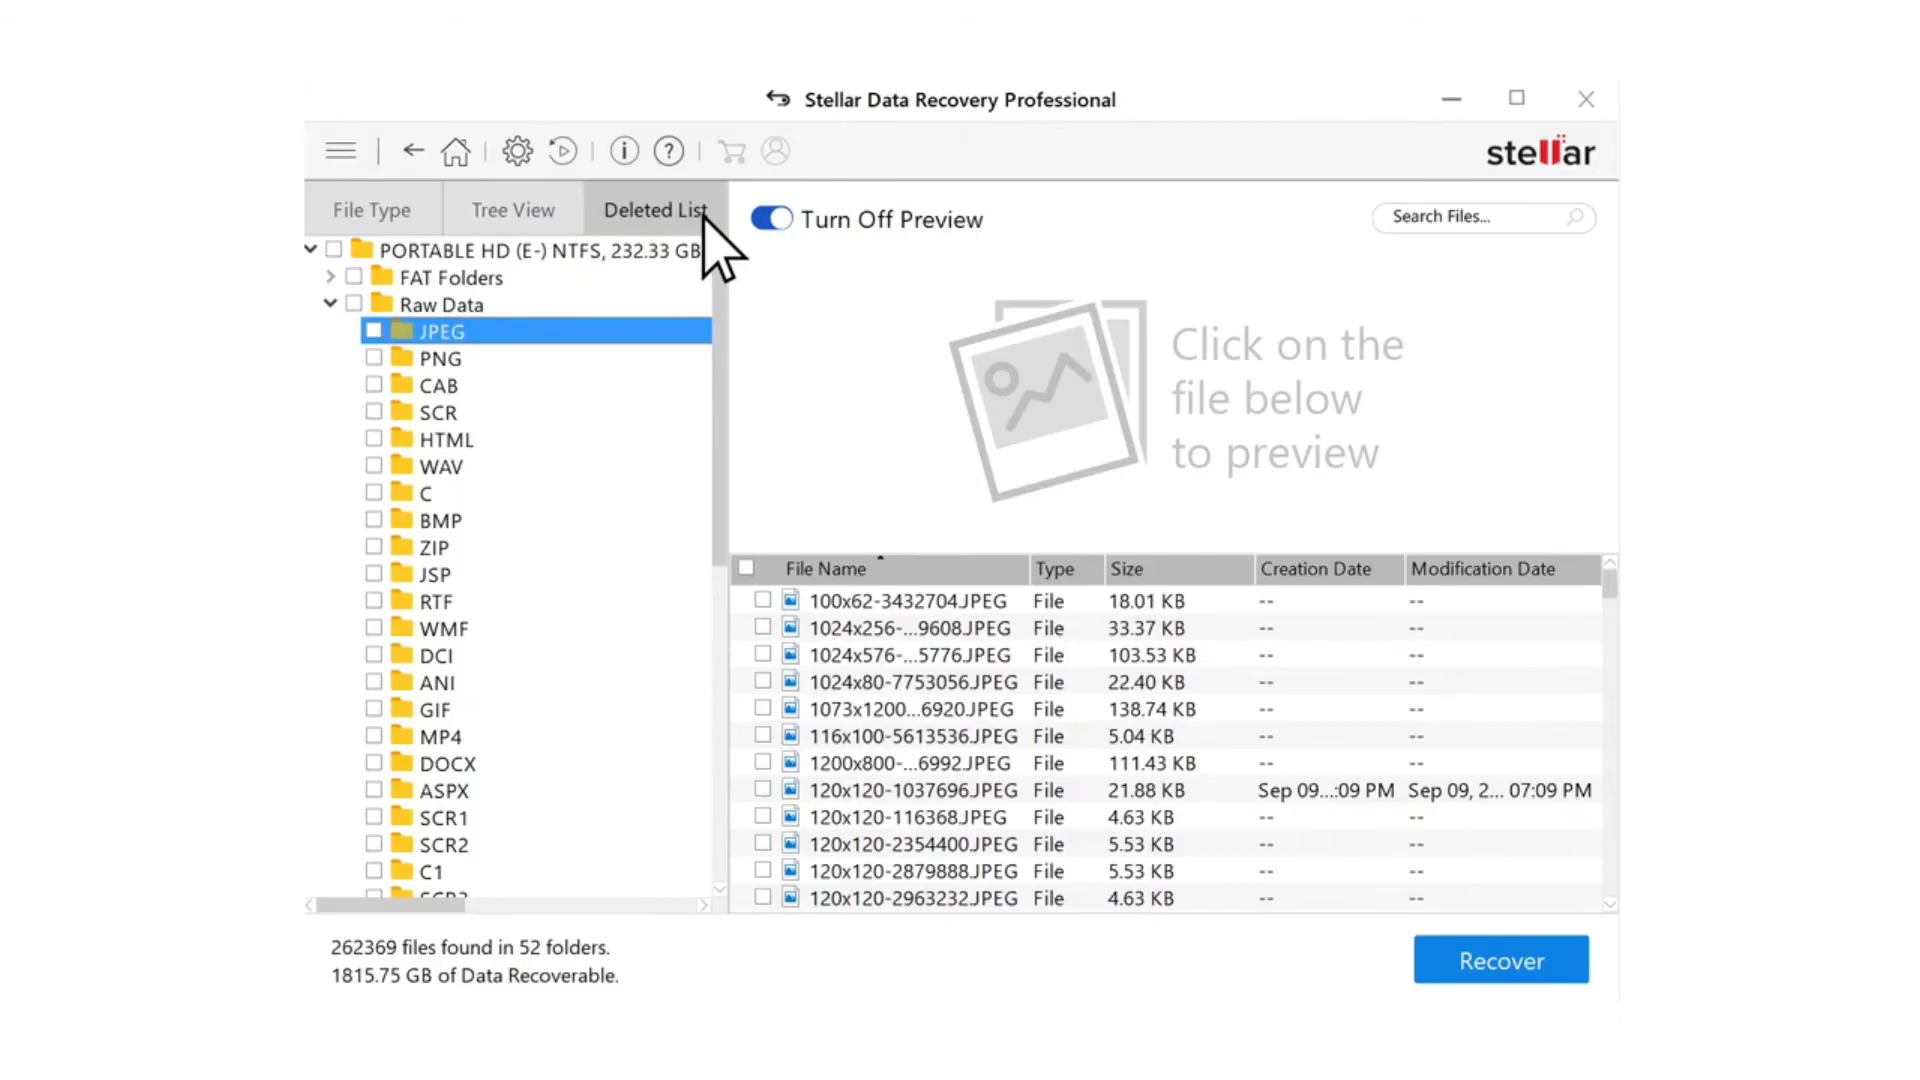 Stellar Data Recovery Professional
stellar
File Type
Tree View
Deleted List
PORTABLE HD (E-) NTFS, 232.33 GB
FAT Folders
Raw Data
JPEG
PNG
CAB
SCR
HTML
WAV
C
BMP
ZIP
JSP
RTF
WMF
DCI
ANI
GIF
MP4
DOCX
ASPX
SCR1
SCR2
C1
Turn Off Preview
Search Files...
Click on the
file below
to preview
File Name Type Size Creation Date Modification Date
100x62-3432704.JPEG File 18.01 KB -- --
1024x256-...9608.JPEG File 33.37 KB -- --
1024x576-...5776.JPEG File 103.53 KB -- --
1024x80-7753056.JPEG File 22.40 KB -- --
1073x1200...6920.JPEG File 138.74 KB -- --
116x100-5613536.JPEG File 5.04 KB -- --
1200x800-...6992.JPEG File 111.43 KB -- --
120x120-1037696.JPEG File 21.88 KB Sep 09...:09 PM Sep 09, 2... 07:09 PM
120x120-116368.JPEG File 4.63 KB -- --
120x120-2354400.JPEG File 5.53 KB -- --
120x120-2879888.JPEG File 5.53 KB -- --
120x120-2963232.JPEG File 4.63 KB -- --
262369 files found in 52 folders.
1815.75 GB of Data Recoverable.
Recover